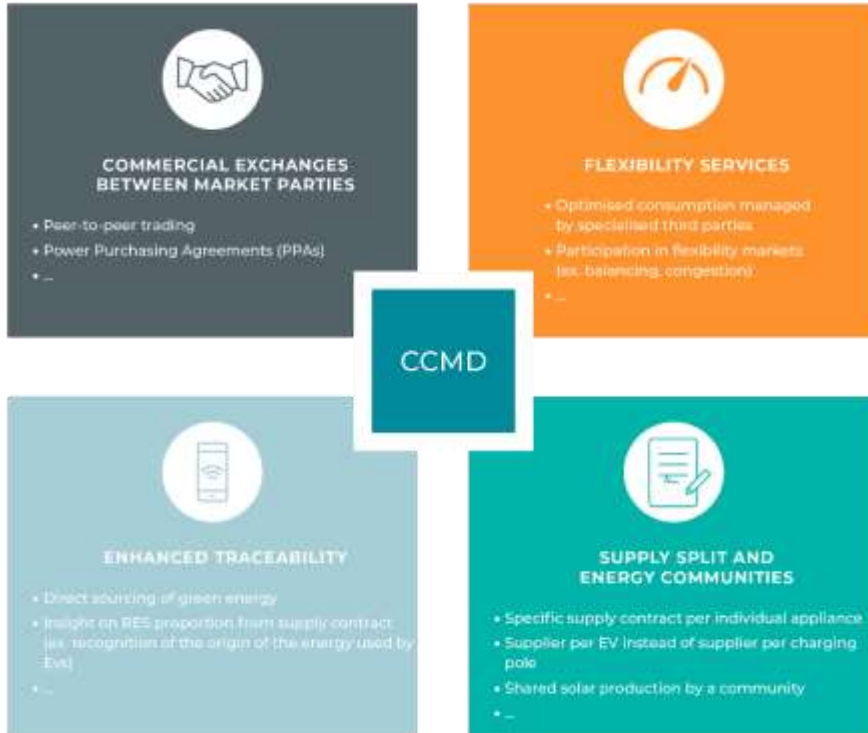 COMMERCIAL EXCHANGES
BETWEEN MARKET PARTIES
• Peer-to-peer trading
• Power Purchasing Agreements (PPAs)
• ...
FLEXIBILITY SERVICES
• Optimised consumption managed
by specialised third parties
• Participation in flexibility markets
(ex. balancing, congestion)
• ...
CCMD
ENHANCED TRACEABILITY
• Direct sourcing of green energy
• Insight on RES proportion from supply contract
(ex. recognition of the origin of the energy used by
Evs)
• ...
SUPPLY SPLIT AND
ENERGY COMMUNITIES
• Specific supply contract per individual appliance
• Supplier per EV instead of supplier per charging
pole
• Shared solar production by a community
• ...